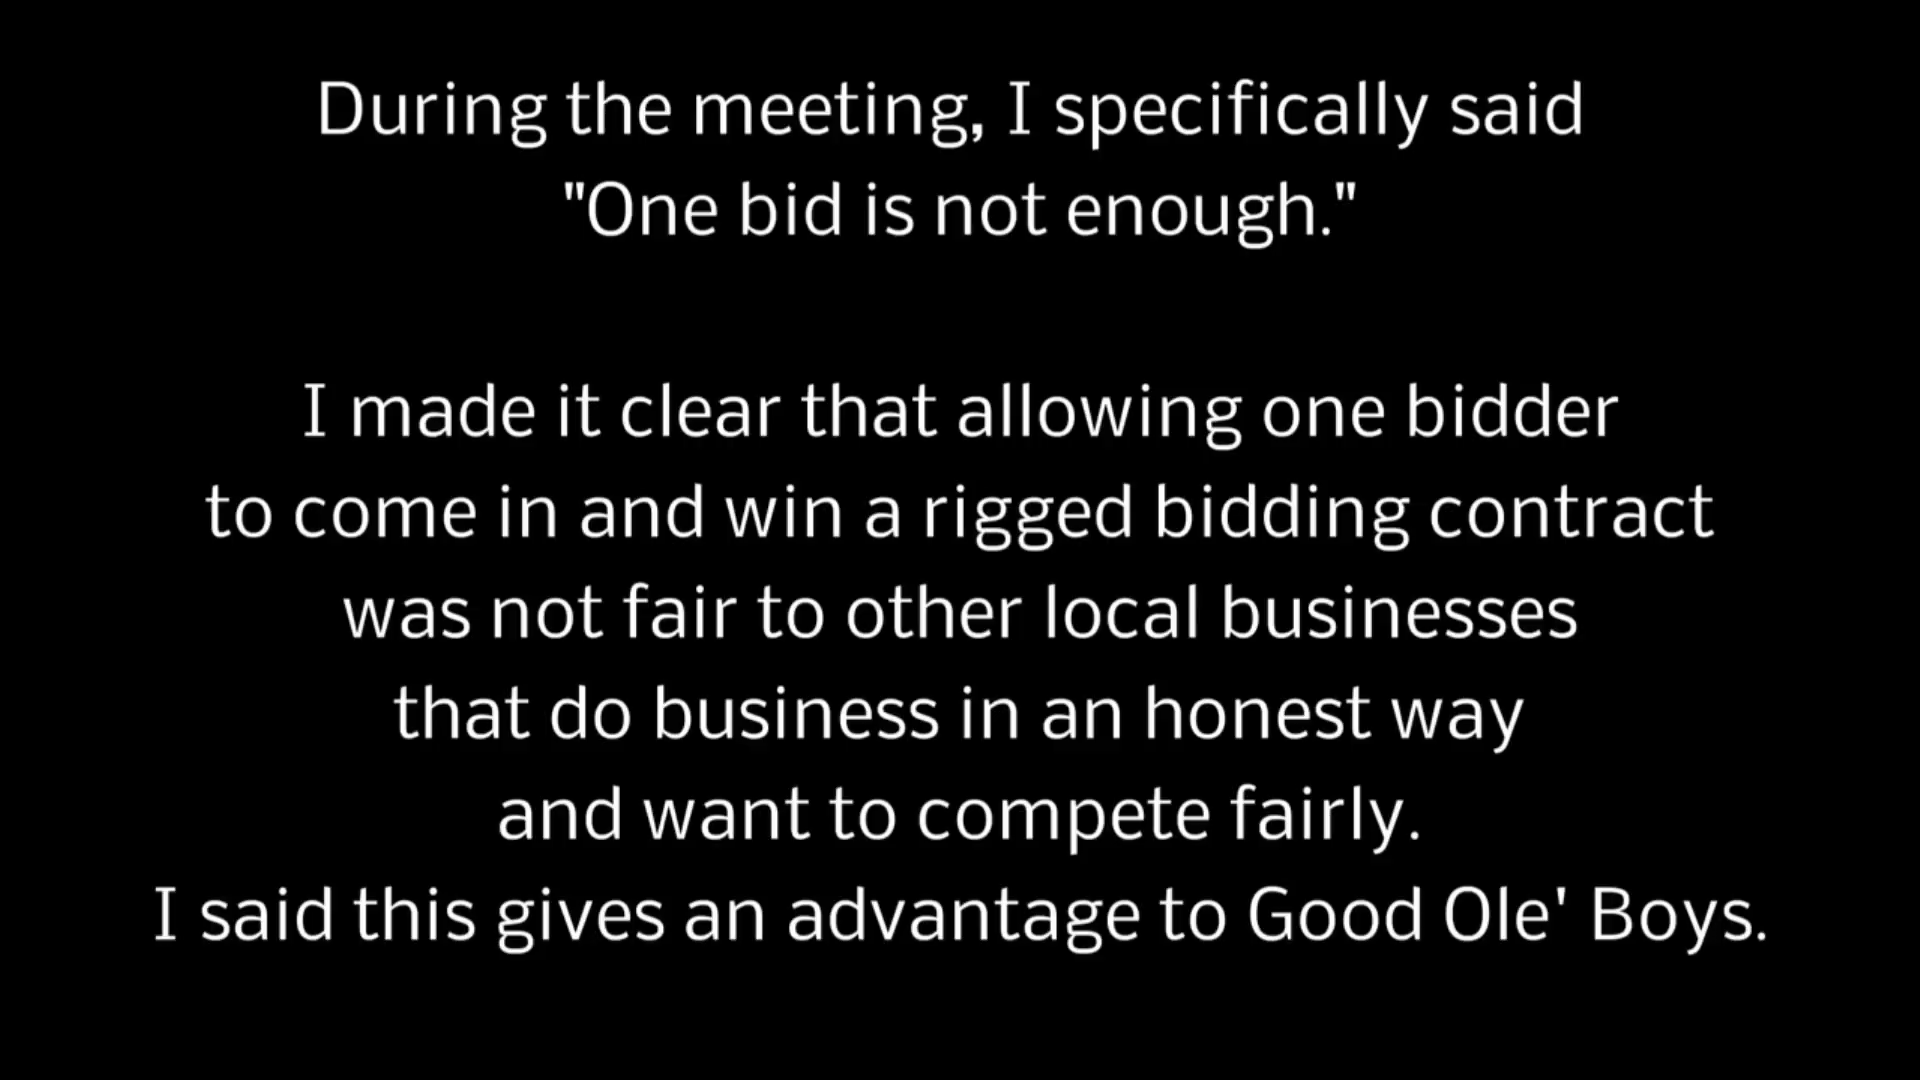 During the meeting, I specifically said
"One bid is not enough."
I made it clear that allowing one bidder
to come in and win a rigged bidding contract
was not fair to other local businesses
that do business in an honest way
and want to compete fairly.
I said this gives an advantage to Good Ole' Boys.